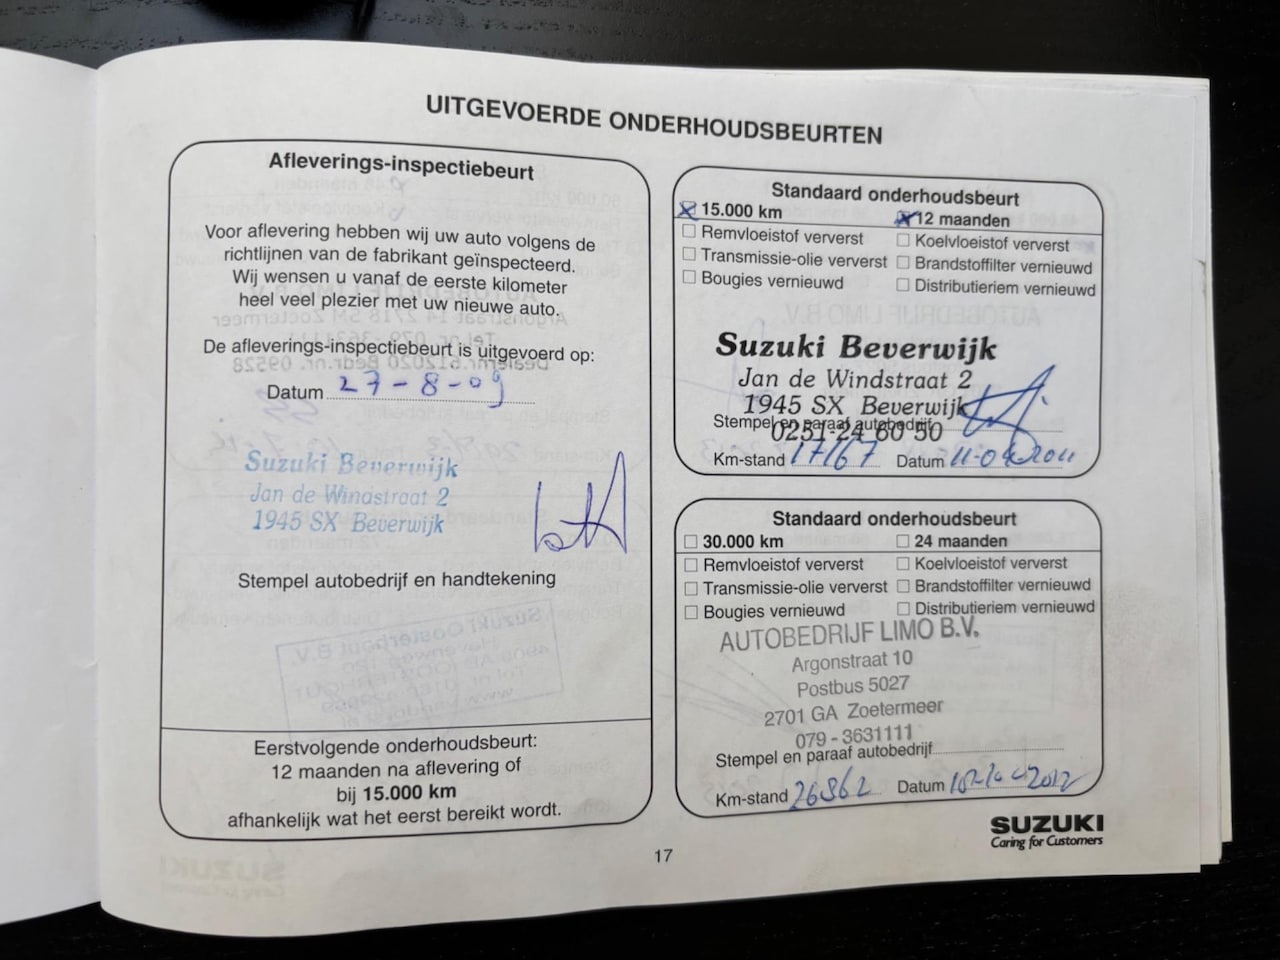 UITGEVOERDE ONDERHOUDSBEURTEN
Afleverings-inspectiebeurt
Voor aflevering hebben wij uw auto volgens de
richtlijnen van de fabrikant geïnspecteerd.
Wij wensen u vanaf de eerste kilometer
heel veel plezier met uw nieuwe auto.
De afleverings-inspectiebeurt is uitgevoerd op:
Datum 27-8-09
Suzuki Beverwijk
Jan de Windstraat 2
1945 SX Beverwijk
Stempel autobedrijf en handtekening
Eerstvolgende onderhoudsbeurt:
12 maanden na aflevering of
bij 15.000 km
afhankelijk wat het eerst bereikt wordt.
Standaard onderhoudsbeurt
15.000 km 12 maanden
Remvloeistof ververst Koelvloeistof ververst
Transmissie-olie ververst Brandstoffilter vernieuwd
Bougies vernieuwd Distributieriem vernieuwd
Suzuki Beverwijk
Jan de Windstraat 2
1945 SX Beverwijk
Stempel en paraaf autobedrijf
0251-24 60 50
Km-stand 17167 Datum
Standaard onderhoudsbeurt
30.000 km 24 maanden
Remvloeistof ververst Koelvloeistof ververst
Transmissie-olie ververst Brandstoffilter vernieuwd
Bougies vernieuwd Distributieriem vernieuwd
AUTOBEDRIJF LIMO B.V.
Argonstraat 10
Postbus 5027
2701 GA Zoetermeer
079-3631111
Stempel en paraaf autobedrijf
Km-stand 26862 Datum
SUZUKI
Caring for Customers
17